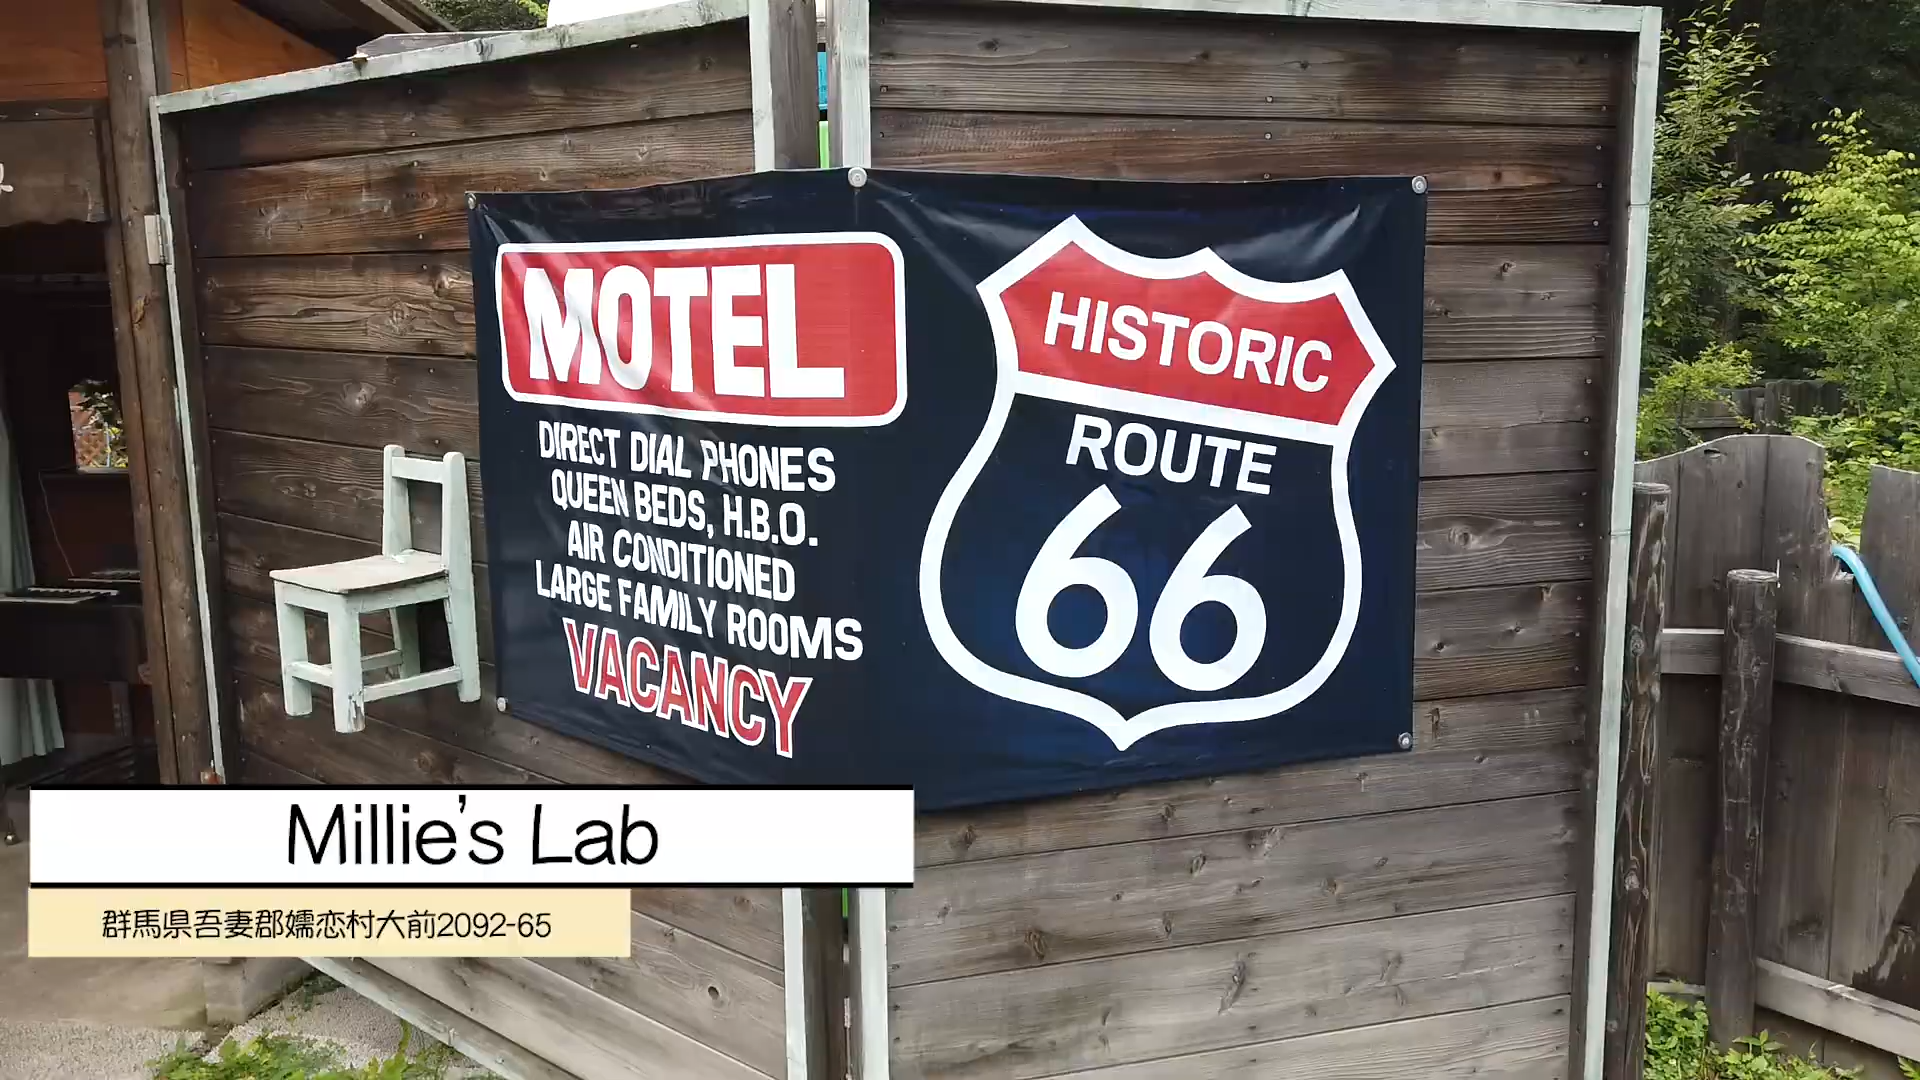 MOTEL
DIRECT DIAL PHONES
QUEEN BEDS, H.B.O.
AIR CONDITIONED
LARGE FAMILY ROOMS
VACANCY
HISTORIC
ROUTE
66
Millie's Lab
群馬県吾妻郡嬬恋村大前2092-65